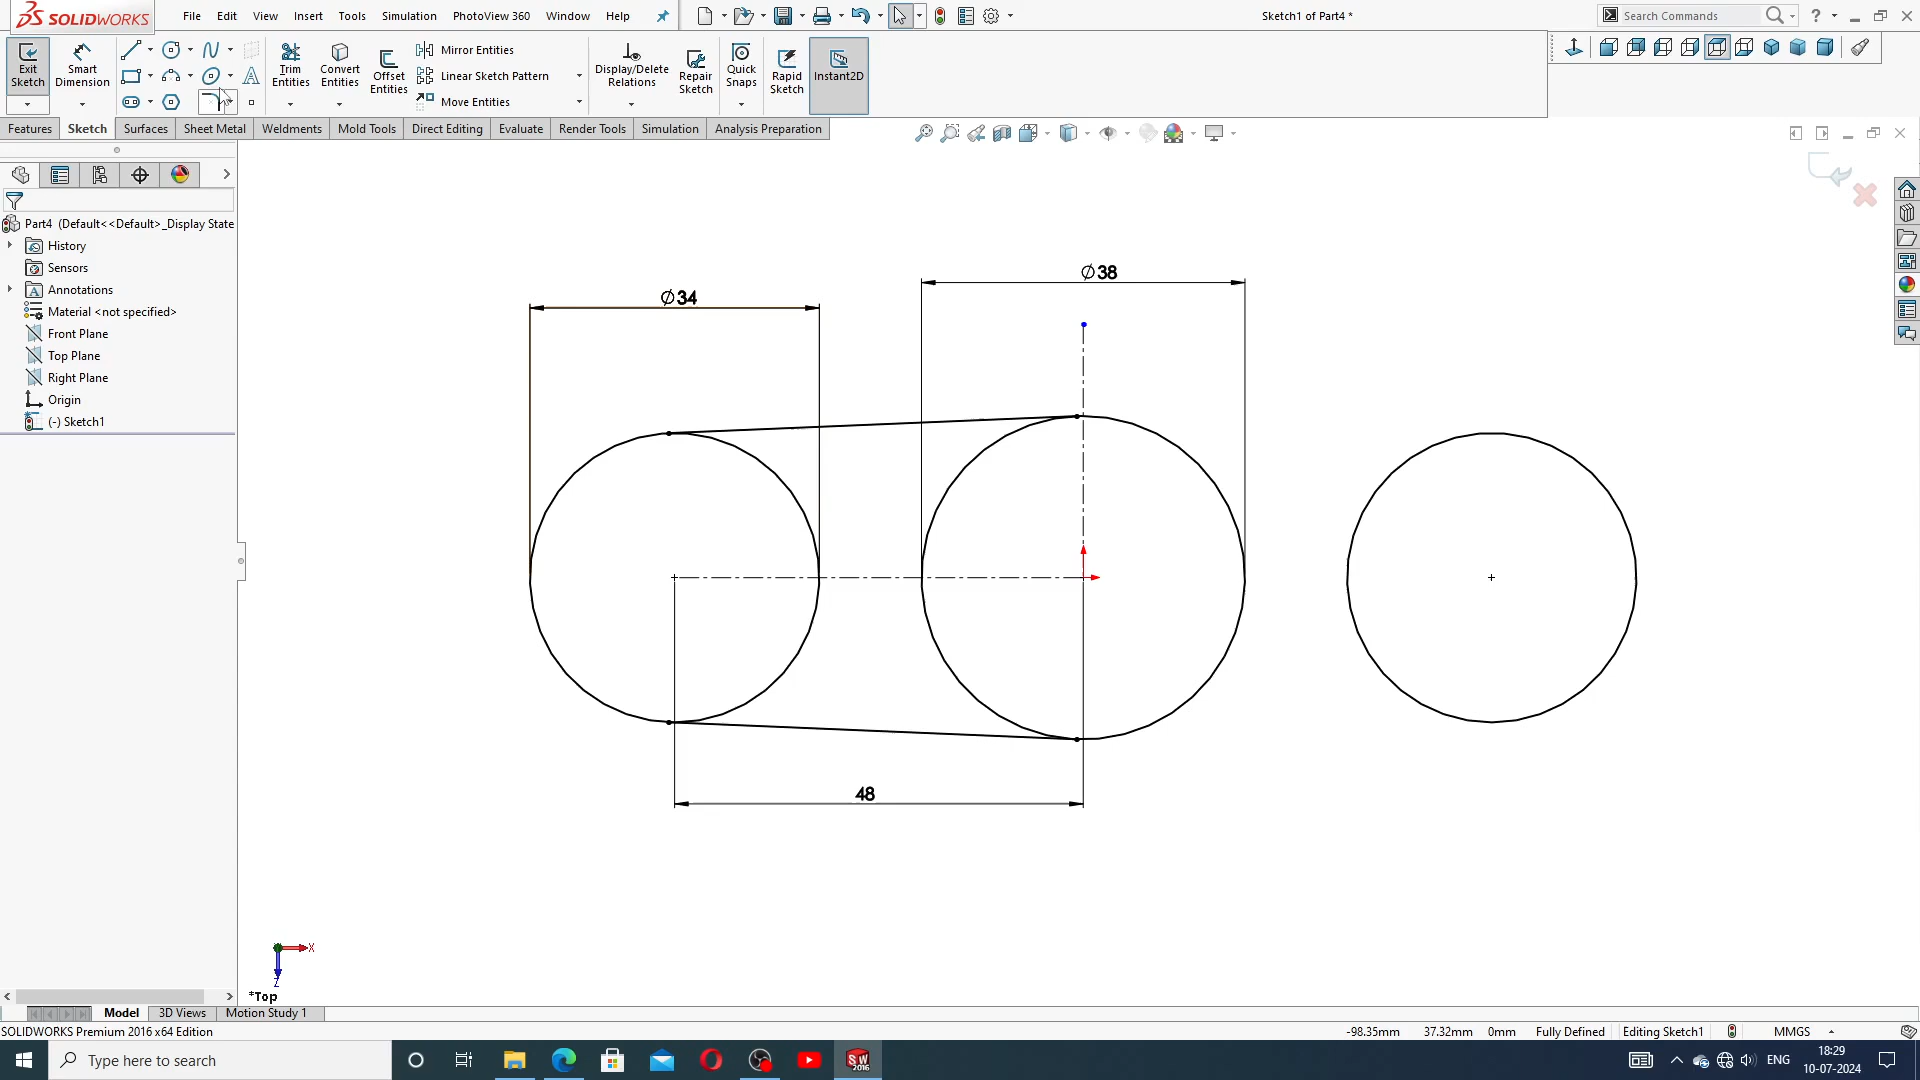 SOLIDWORKS
File Edit View Insert Tools Simulation PhotoView 360 Window Help
Sketch1 of Part4 *
Search Commands
Exit Sketch
Smart Dimension
Trim Entities
Convert Entities
Offset Entities
Mirror Entities
Linear Sketch Pattern
Move Entities
Display/Delete Relations
Repair Sketch
Quick Snaps
Rapid Sketch
Instant2D
Features Sketch Surfaces Sheet Metal Weldments Mold Tools Direct Editing Evaluate Render Tools Simulation Analysis Preparation
Part4 (Default<<Default>_Display State
History
Sensors
Annotations
Material <not specified>
Front Plane
Top Plane
Right Plane
Origin
(-) Sketch1
∅38
∅34
48
X
Z
*Top
Model 3D Views Motion Study 1
SOLIDWORKS Premium 2016 x64 Edition
-98.35mm 37.32mm 0mm Fully Defined Editing Sketch1 MMGS
Type here to search
SW 2016
ENG
18:29
10-07-2024